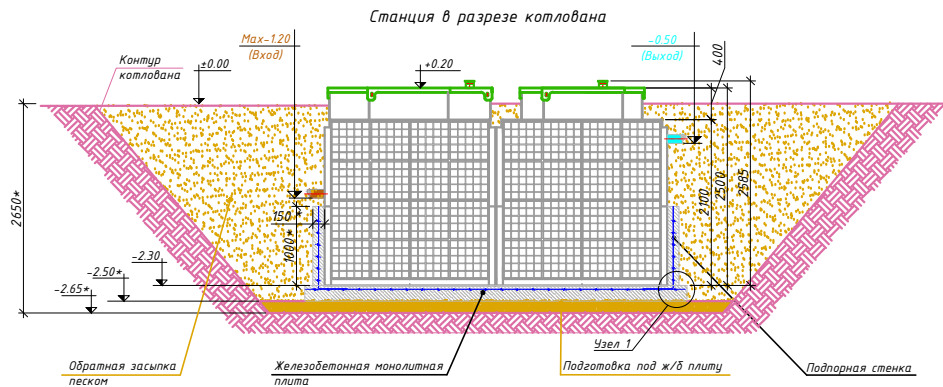 Станция в разрезе котлована
Max-1.20
(Вход)
-0.50
(Выход)
400
Контур
котлована
±0.00
+0.20
2650*
150*
1000*
2100
2500
2585
-2.30
-2.50*
-2.65*
Узел 1
Обратная засыпка
песком
Железобетонная монолитная
плита
Подготовка под ж/б плиту
Подпорная стенка